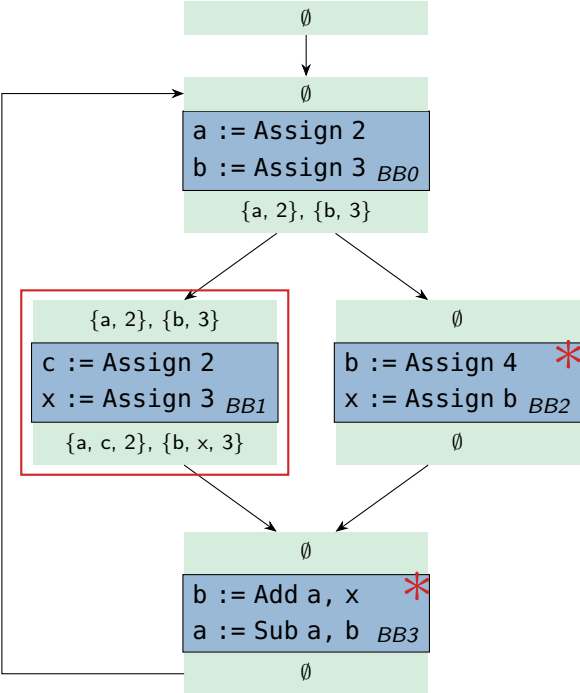 ∅
∅
a := Assign 2
b := Assign 3 BB0
{a, 2}, {b, 3}
{a, 2}, {b, 3}
c := Assign 2
x := Assign 3 BB1
{a, c, 2}, {b, x, 3}
∅
b := Assign 4 *
x := Assign b BB2
∅
∅
b := Add a, x *
a := Sub a, b BB3
∅